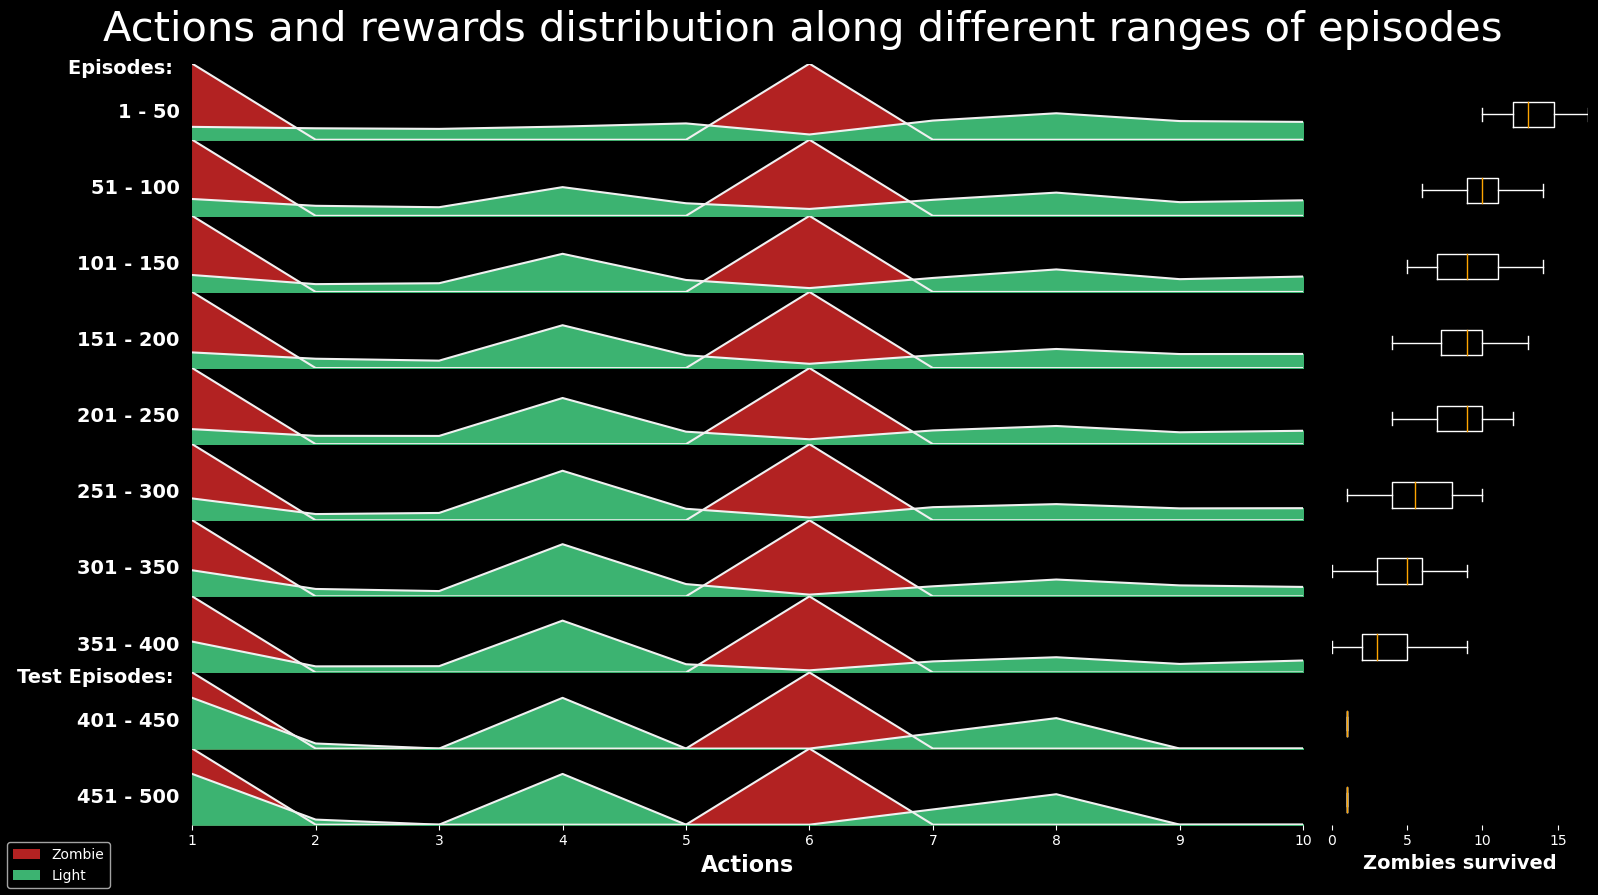 Actions and rewards distribution along different ranges of episodes
Episodes:
1 - 50
51 - 100
101 - 150
151 - 200
201 - 250
251 - 300
301 - 350
351 - 400
Test Episodes:
401 - 450
451 - 500
1 2 3 4 5 6 7 8 9 10
0 5 10 15
Actions
Zombies survived
Zombie
Light